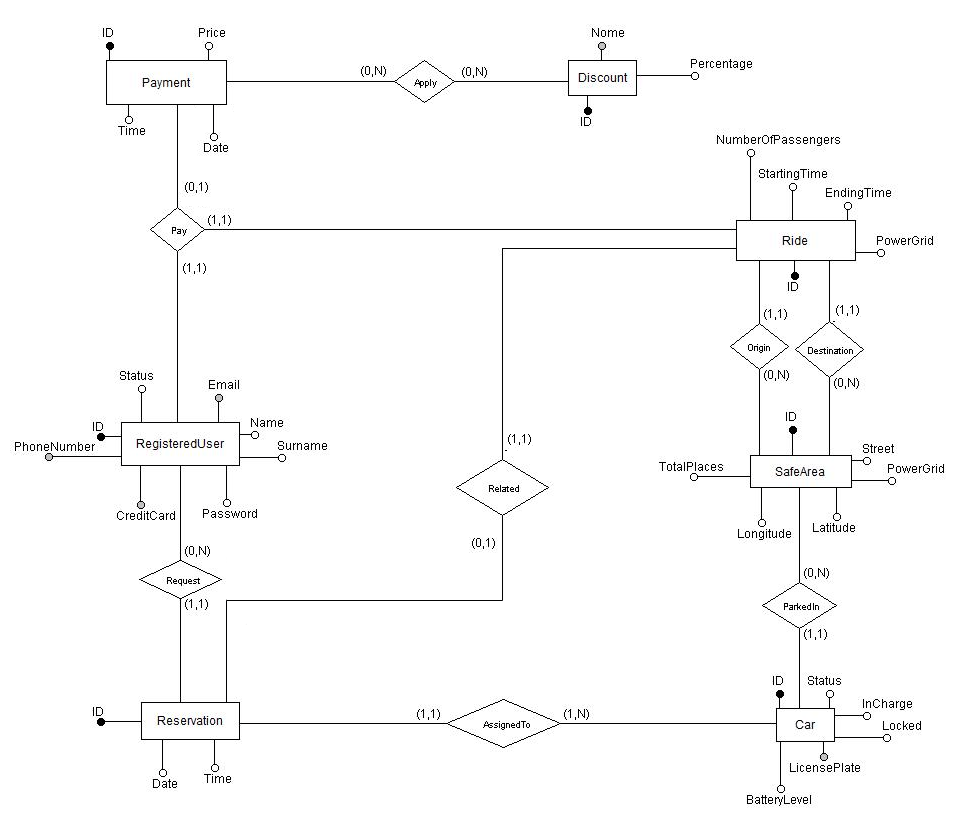 ID
Price
Payment
Time
Date
(0,N)
Apply
(0,N)
Nome
Discount
Percentage
ID
NumberOfPassengers
StartingTime
EndingTime
Ride
PowerGrid
ID
(0,1)
Pay
(1,1)
(1,1)
(1,1)
Origin
(0,N)
(1,1)
Destination
(0,N)
Status
Email
ID
Name
PhoneNumber
RegisteredUser
Surname
CreditCard
Password
(1,1)
Related
(0,1)
ID
Street
TotalPlaces
SafeArea
PowerGrid
Longitude
Latitude
(0,N)
Request
(1,1)
(0,N)
ParkedIn
(1,1)
ID
Reservation
Date
Time
(1,1)
AssignedTo
(1,N)
ID
Status
InCharge
Car
Locked
LicensePlate
BatteryLevel